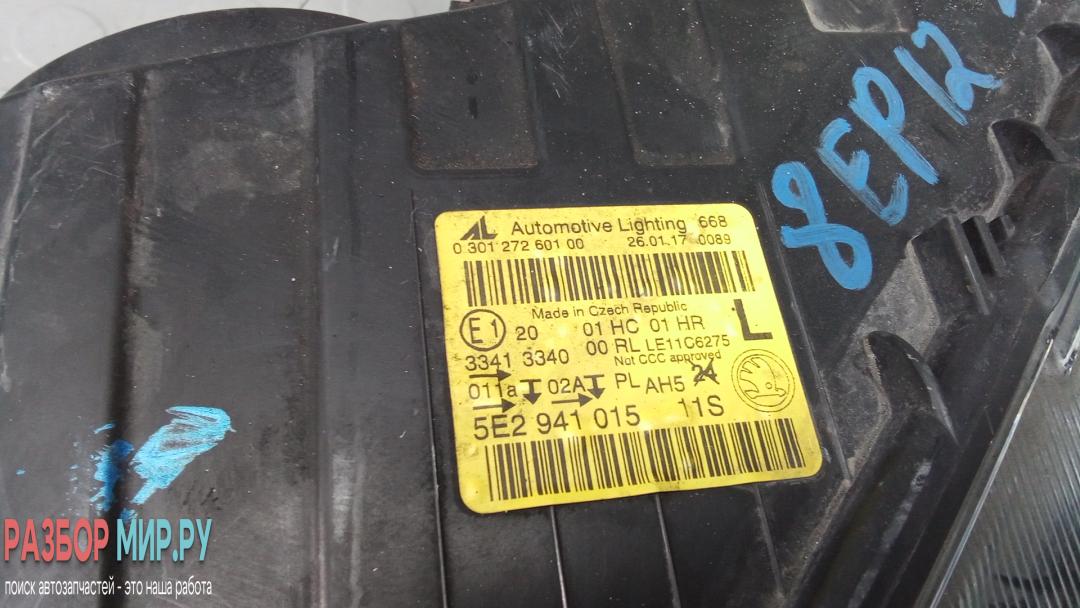 8EP12
AL Automotive Lighting 668
0 301 272 601 00 26.01.17 0089
Made in Czech Republic
E1 20 01 HC 01 HR L
3341 3340 00 RL LE11C6275
Not CCC approved
011a 02A PL AH5 24
5E2 941 015 11S
РАЗБОР МИР.РУ
поиск автозапчастей - это наша работа